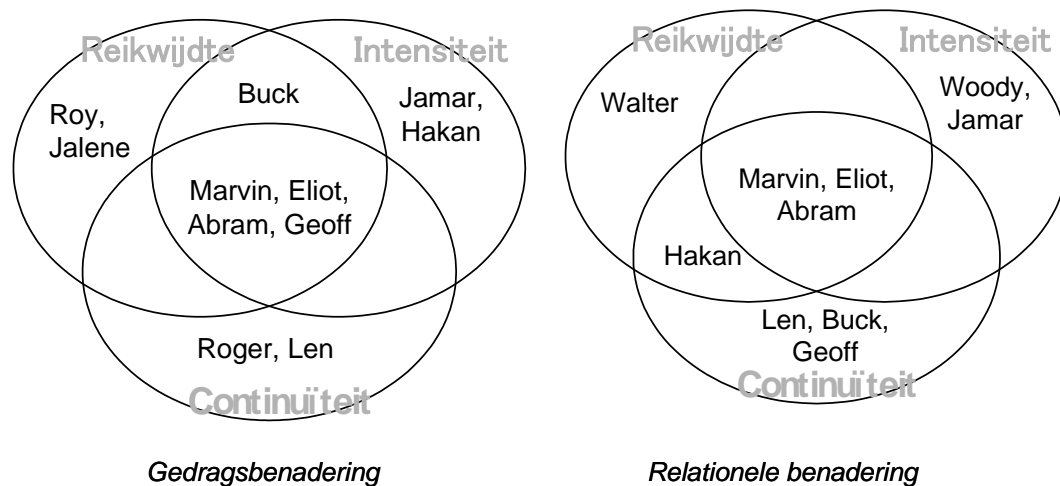 Reikwijdte
Intensiteit
Buck
Roy,
Jalene
Jamar,
Hakan
Marvin, Eliot,
Abram, Geoff
Roger, Len
Continuïteit
Gedragsbenadering
Reikwijdte
Intensiteit
Walter
Woody,
Jamar
Marvin, Eliot,
Abram
Hakan
Len, Buck,
Geoff
Continuïteit
Relationele benadering